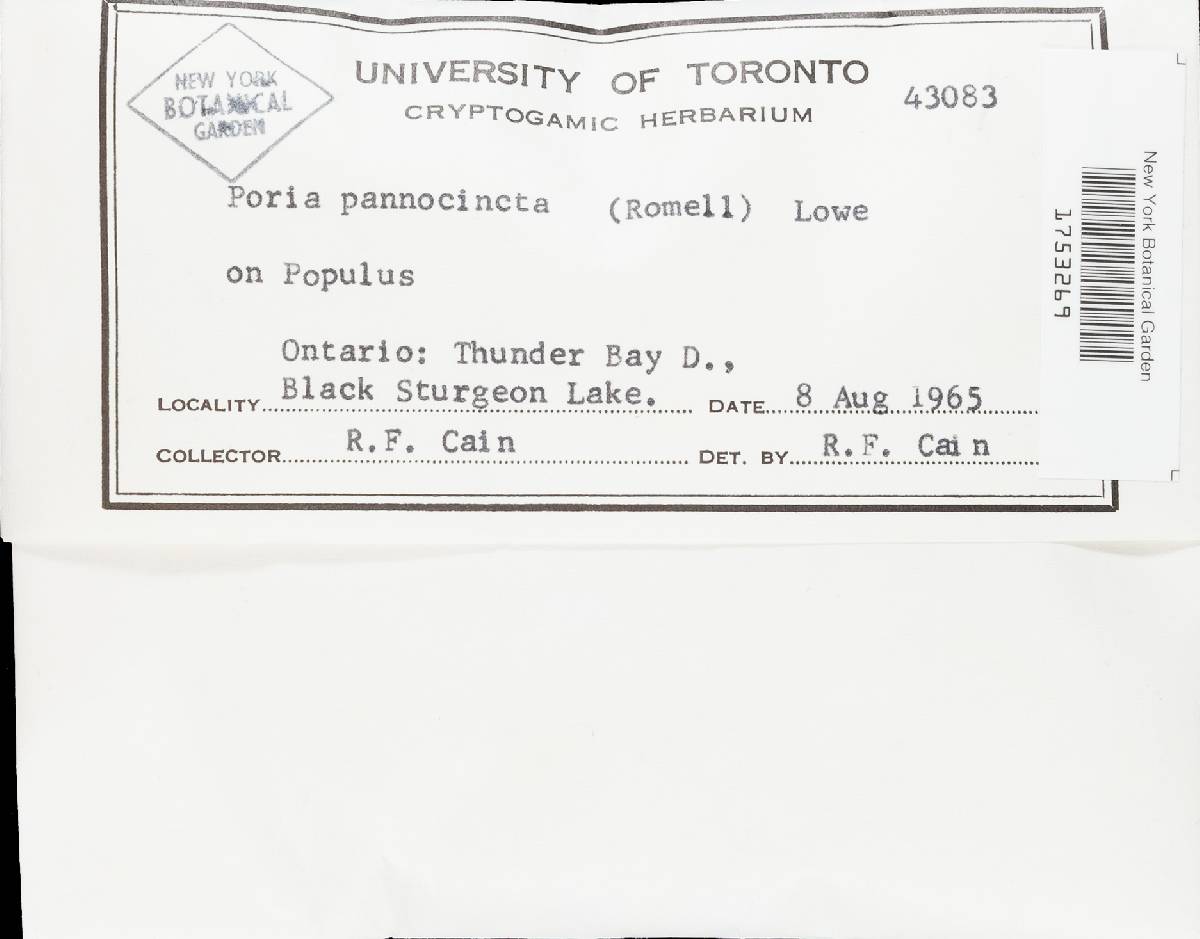 NEW YORK
BOTANICAL
GARDEN
UNIVERSITY OF TORONTO
CRYPTOGAMIC HERBARIUM
43083
Poria pannocincta (Romell) Lowe
on Populus
Ontario: Thunder Bay D.,
LOCALITY Black Sturgeon Lake. DATE 8 Aug 1965
COLLECTOR R.F. Cain DET. BY R.F. Cain
New York Botanical Garden
1753269